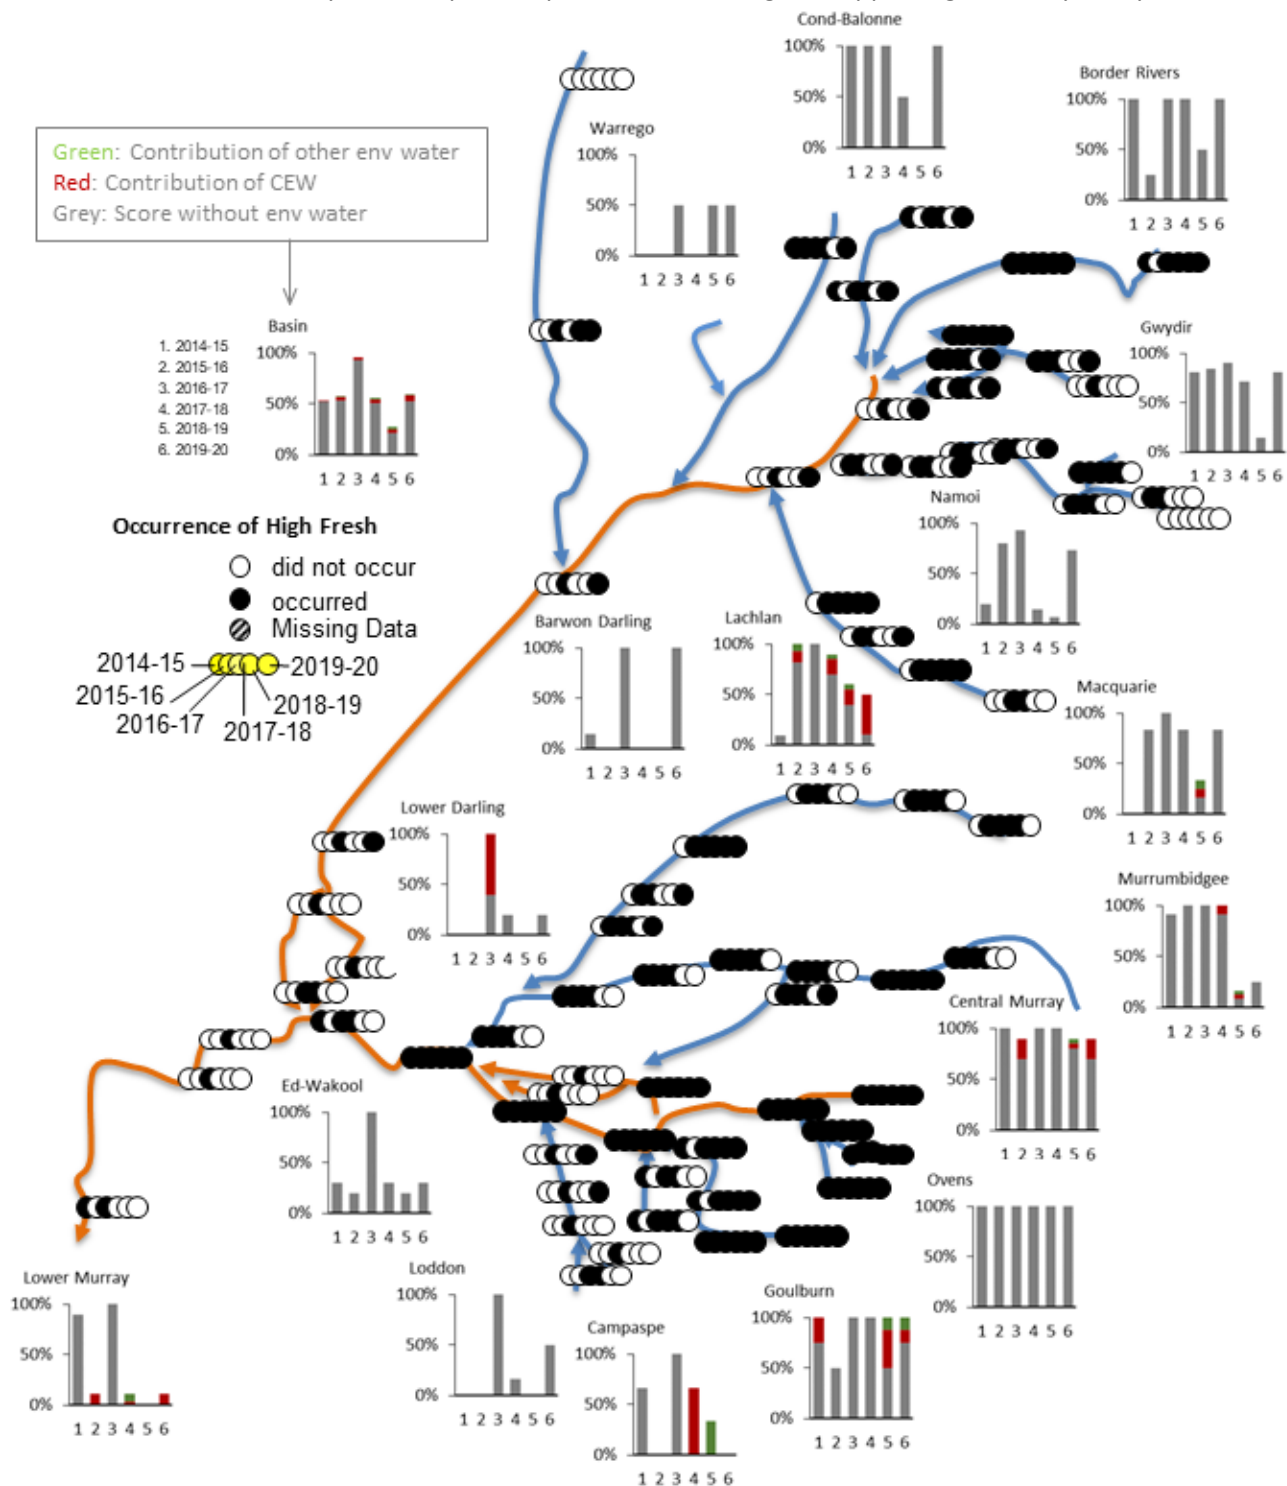 Cond-Balonne
100%
50%
0%
1 2 3 4 5 6
Border Rivers
100%
50%
0%
1 2 3 4 5 6
Warrego
100%
50%
0%
1 2 3 4 5 6
Green: Contribution of other env water
Red: Contribution of CEW
Grey: Score without env water
Basin
1. 2014-15
2. 2015-16
3. 2016-17
4. 2017-18
5. 2018-19
6. 2019-20
100%
50%
0%
1 2 3 4 5 6
Gwydir
100%
50%
0%
1 2 3 4 5 6
Namoi
100%
50%
0%
1 2 3 4 5 6
Occurrence of High Fresh
did not occur
occurred
Missing Data
2014-15
2015-16
2016-17
2017-18
2018-19
2019-20
Barwon Darling
100%
50%
0%
1 2 3 4 5 6
Lachlan
100%
50%
0%
1 2 3 4 5 6
Macquarie
100%
50%
0%
1 2 3 4 5 6
Lower Darling
100%
50%
0%
1 2 3 4 5 6
Murrumbidgee
100%
50%
0%
1 2 3 4 5 6
Central Murray
100%
50%
0%
1 2 3 4 5 6
Ed-Wakool
100%
50%
0%
1 2 3 4 5 6
Ovens
100%
50%
0%
1 2 3 4 5 6
Lower Murray
100%
50%
0%
1 2 3 4 5 6
Loddon
100%
50%
0%
1 2 3 4 5 6
Campaspe
100%
50%
0%
1 2 3 4 5 6
Goulburn
100%
50%
0%
1 2 3 4 5 6